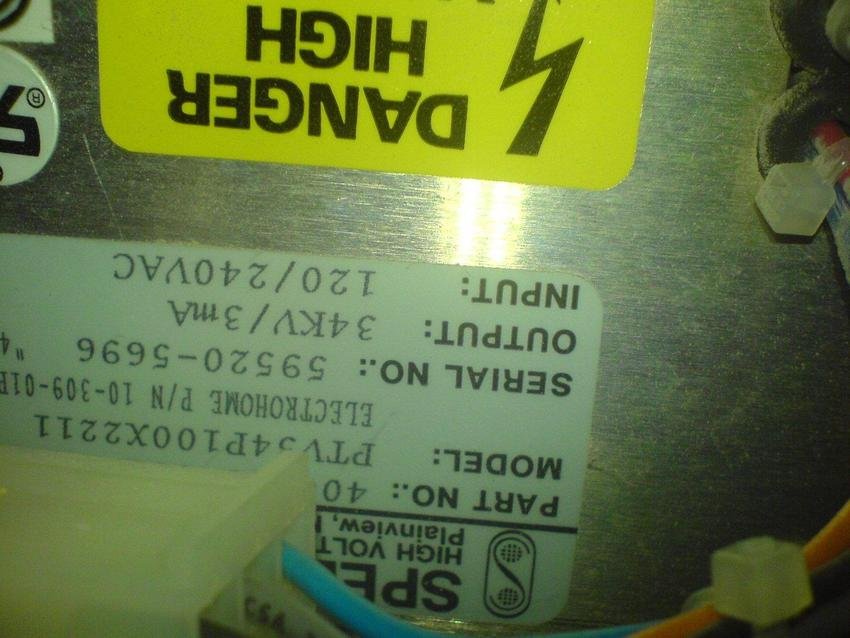 SPE
HIGH VOLT
Plainview,
PART NO.: 40
MODEL: PTV34P100X2211
ELECTROHOME P/N 10-309-01
SERIAL NO.: 59520-5696 "4
OUTPUT: 34KV/3mA
INPUT: 120/240VAC
DANGER
HIGH
®